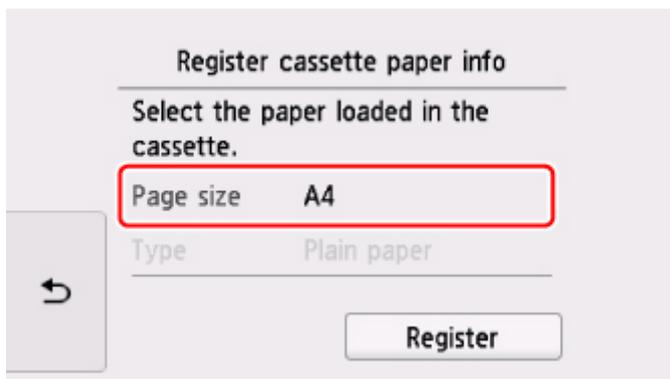 Register cassette paper info
Select the paper loaded in the
cassette.
Page size A4
Type Plain paper
Register